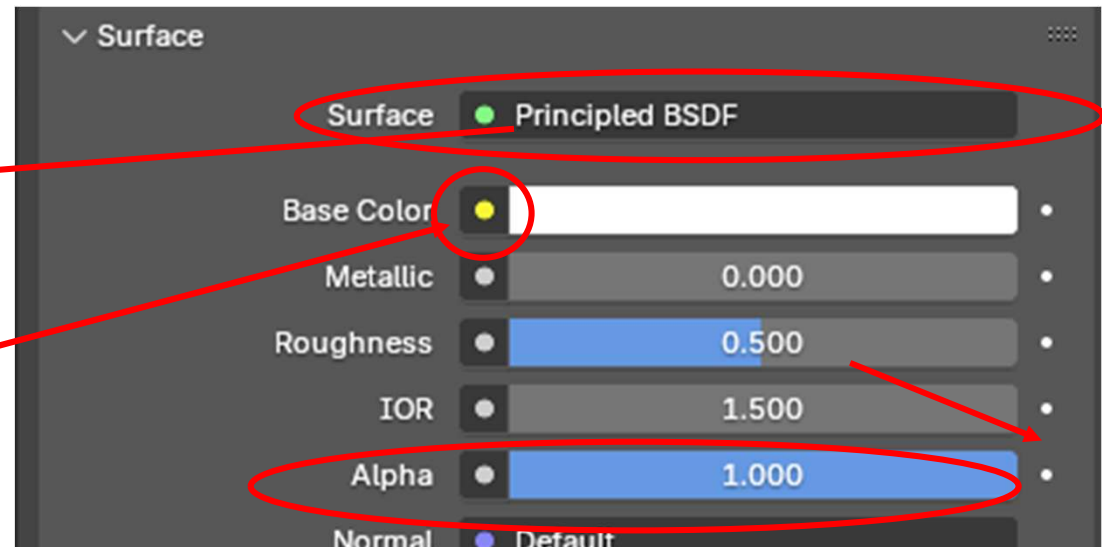 Surface
Surface Principled BSDF
Base Color
Metallic 0.000
Roughness 0.500
IOR 1.500
Alpha 1.000
Normal Default